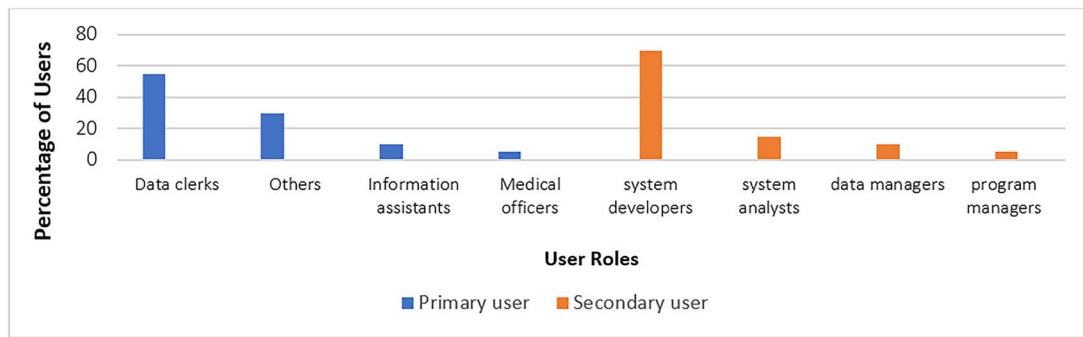 Percentage of Users
80
60
40
20
0
Data clerks
Others
Information
assistants
Medical
officers
system
developers
system
analysts
data managers
program
managers
User Roles
Primary user
Secondary user